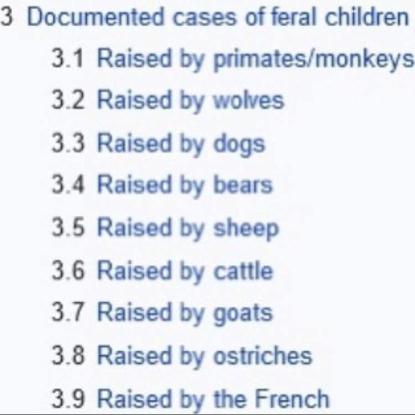 3 Documented cases of feral children
3.1 Raised by primates/monkeys
3.2 Raised by wolves
3.3 Raised by dogs
3.4 Raised by bears
3.5 Raised by sheep
3.6 Raised by cattle
3.7 Raised by goats
3.8 Raised by ostriches
3.9 Raised by the French